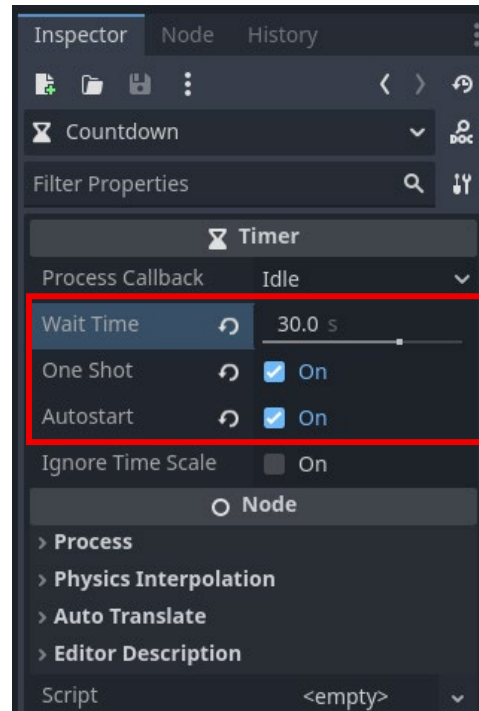 Inspector Node History
Countdown
DOC
Filter Properties
Timer
Process Callback Idle
Wait Time 30.0 s
One Shot On
Autostart On
Ignore Time Scale On
Node
> Process
> Physics Interpolation
> Auto Translate
> Editor Description
Script <empty>